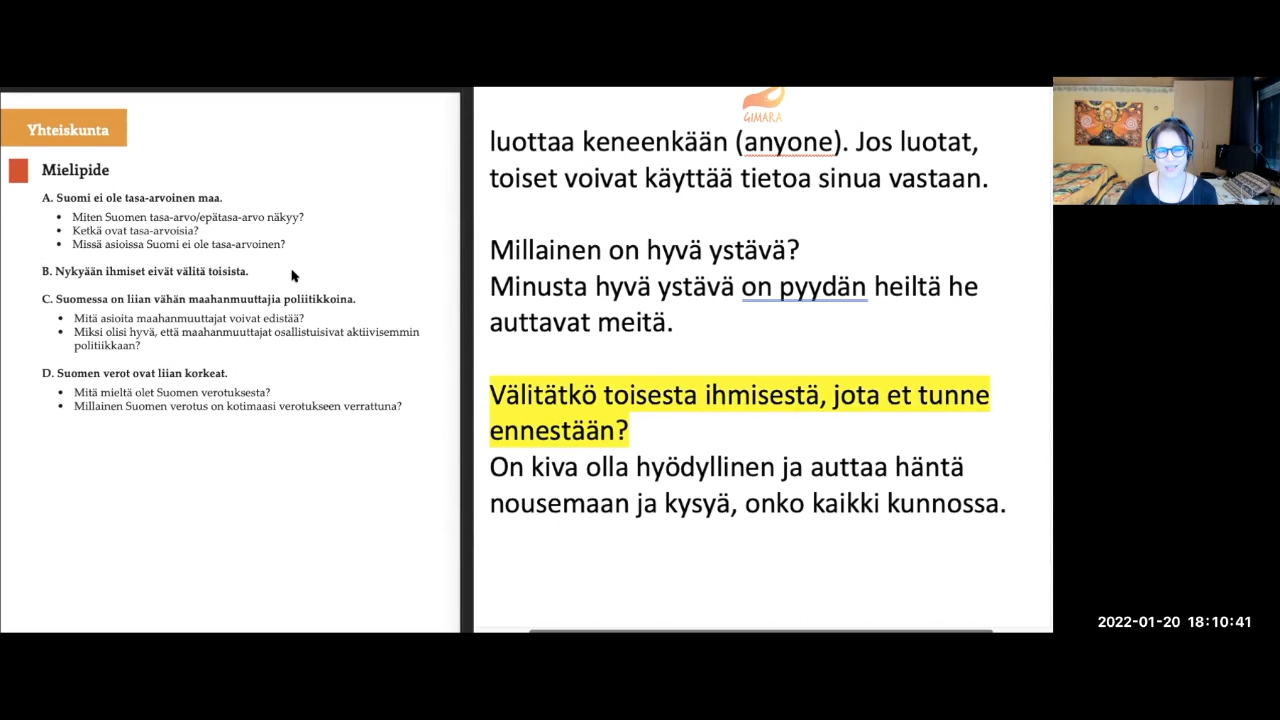 Yhteiskunta
Mielipide
A. Suomi ei ole tasa-arvoinen maa.
• Miten Suomen tasa-arvo/epätasa-arvo näkyy?
• Ketkä ovat tasa-arvoisia?
• Missä asioissa Suomi ei ole tasa-arvoinen?
B. Nykyään ihmiset eivät välitä toisista.
C. Suomessa on liian vähän maahanmuuttajia poliitikkoina.
• Mitä asioita maahanmuuttajat voivat edistää?
• Miksi olisi hyvä, että maahanmuuttajat osallistuisivat aktiivisemmin
politiikkaan?
D. Suomen verot ovat liian korkeat.
• Mitä mieltä olet Suomen verotuksesta?
• Millainen Suomen verotus on kotimaasi verotukseen verrattuna?
GIMARA
luottaa keneenkään (anyone). Jos luotat,
toiset voivat käyttää tietoa sinua vastaan.
Millainen on hyvä ystävä?
Minusta hyvä ystävä on pyydän heiltä he
auttavat meitä.
Välitätkö toisesta ihmisestä, jota et tunne
ennestään?
On kiva olla hyödyllinen ja auttaa häntä
nousemaan ja kysyä, onko kaikki kunnossa.
2022-01-20 18:10:41